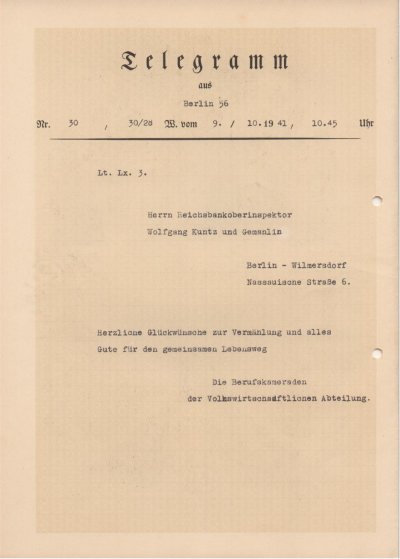 Telegramm
aus
Berlin 56
Nr. 30 / 30/28 W. vom 9. / 10.19 41, 10.45 Uhr
Lt. Lx. 3.
Herrn Reichsbankoberinspektor
Wolfgang Kuntz und Gemahlin
Berlin - Wilmersdorf
Nassauische Straße 6.
Herzliche Glückwünsche zur Vermählung und alles
Gute für den gemeinsamen Lebensweg
Die Berufskameraden
der Volkswirtschaftlichen Abteilung.